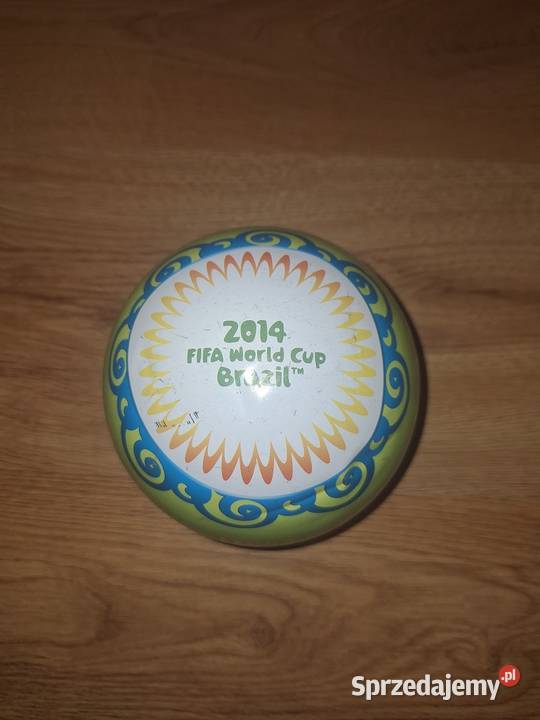 2014
FIFA World Cup
Brazil™
Sprzedajemy.pl